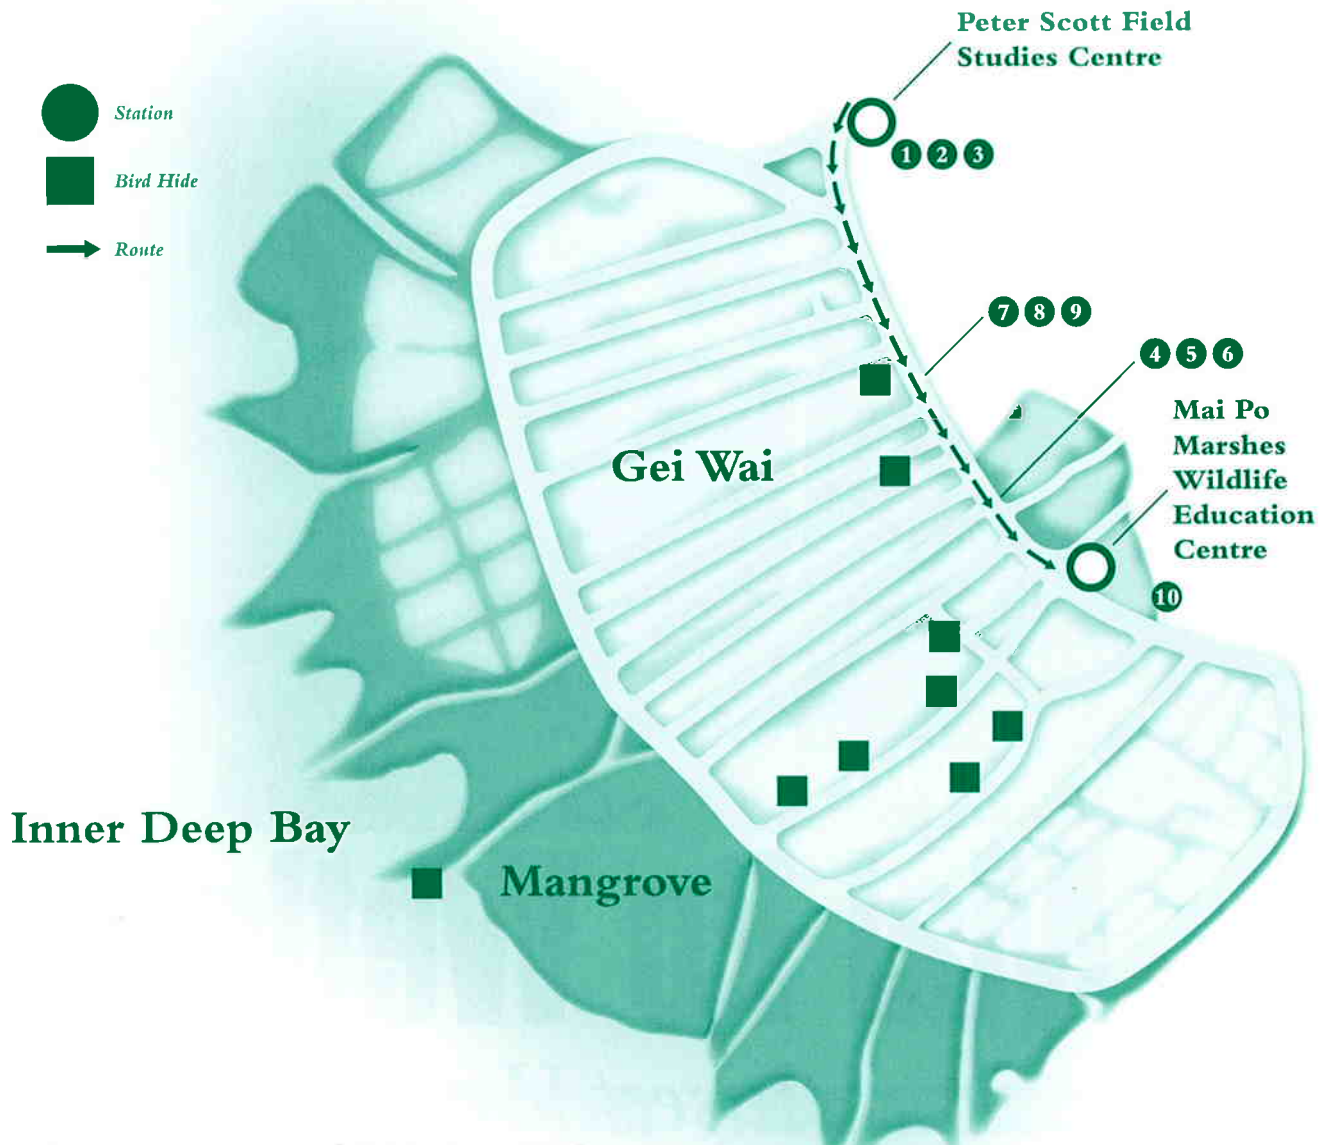 Peter Scott Field
Studies Centre
Station
Bird Hide
Route
1 2 3
7 8 9
4 5 6
Mai Po
Marshes
Wildlife
Education
Centre
10
Gei Wai
Inner Deep Bay
Mangrove